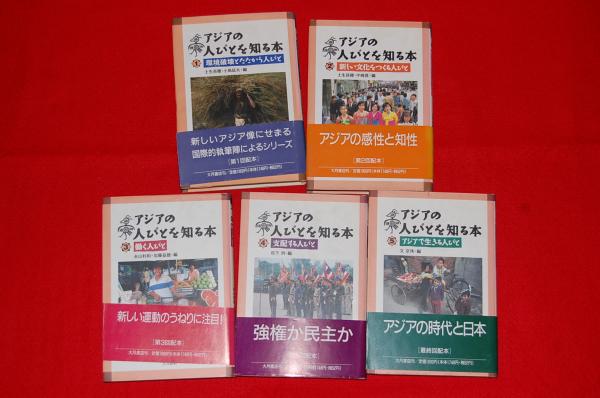 アジアの
人びとを知る本
1
環境破壊とたたかう人びと
新しいアジア像にせまる
国際的執筆陣によるシリーズ
[第1回配本]
アジアの
人びとを知る本
2
新しい文化をつくる人びと
アジアの感性と知性
[第2回配本]
アジアの
人びとを知る本
3
働く人びと
新しい運動のうねりに注目!
[第3回配本]
アジアの
人びとを知る本
4
支配する人びと
強権か民主か
アジアの
人びとを知る本
5
アジアで生きる人びと
アジアの時代と日本
[最終回配本]